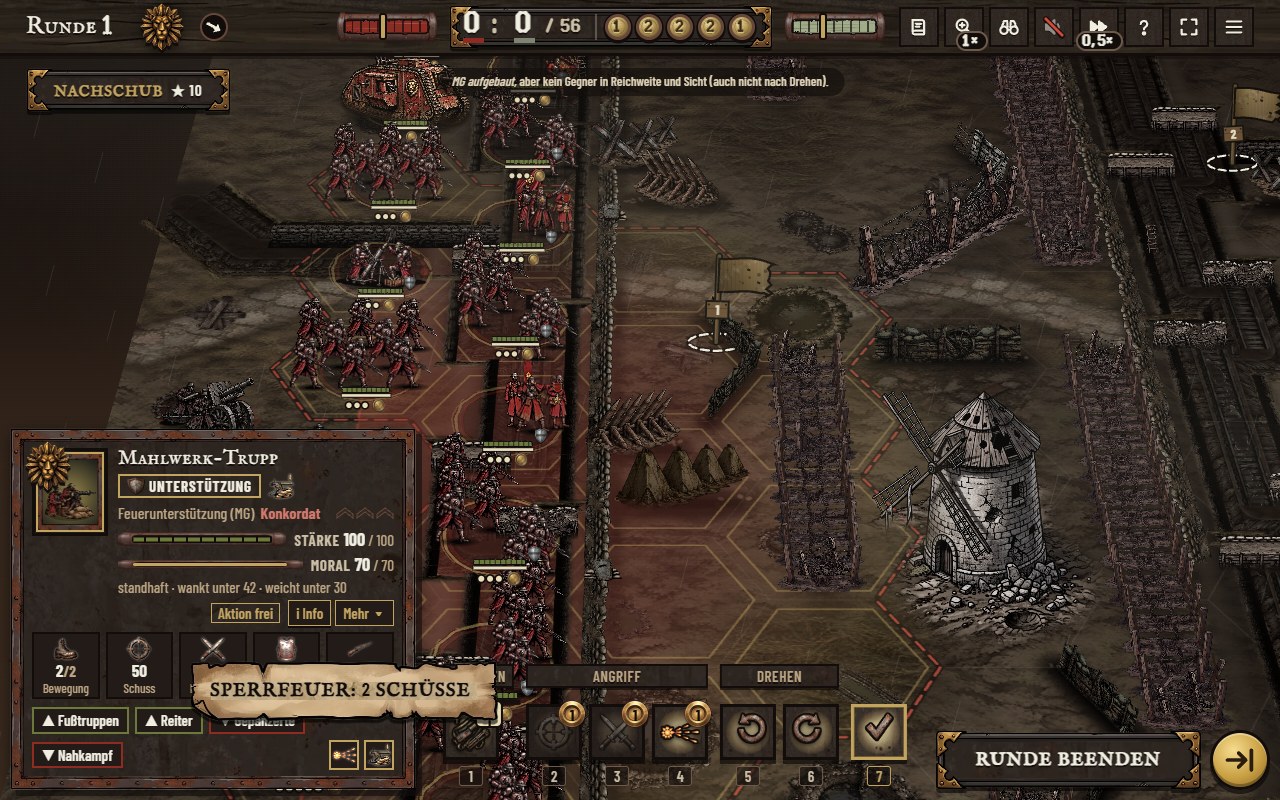 Runde 1
0 : 0 / 56
1 2 2 2 1
1×
0,5×
?
NACHSCHUB ★ 10
MG aufgebaut, aber kein Gegner in Reichweite und Sicht (auch nicht nach Drehen).
2
1
Mahlwerk-Trupp
UNTERSTÜTZUNG
Feuerunterstützung (MG) Konkordat
STÄRKE 100 / 100
MORAL 70 / 70
standhaft · wankt unter 42 · weicht unter 30
Aktion frei
i Info
Mehr
2/2
Bewegung
50
Schuss
SPERRFEUER: 2 SCHÜSSE
▲ Fußtruppen
▲ Reiter
▼ Gepanzerte
▼ Nahkampf
ANGRIFF
DREHEN
1 1 1
1 2 3 4 5 6 7
RUNDE BEENDEN